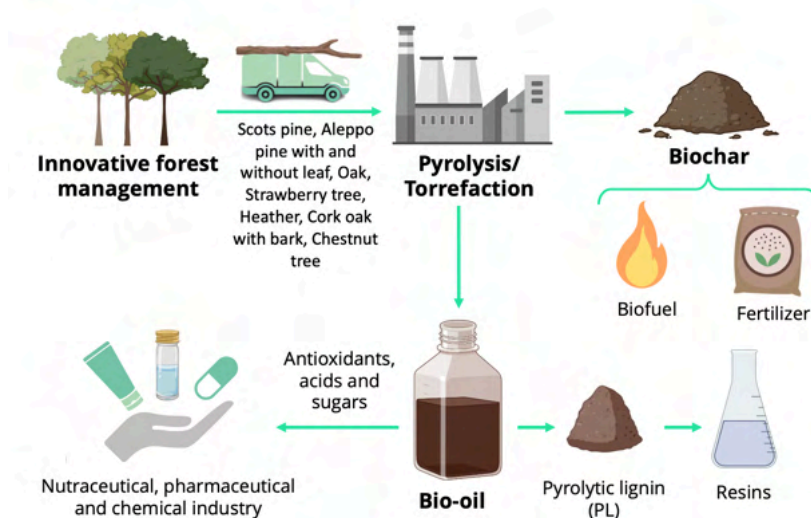 Innovative forest
management
Scots pine, Aleppo
pine with and
without leaf, Oak,
Strawberry tree,
Heather, Cork oak
with bark, Chestnut
tree
Pyrolysis/
Torrefaction
Biochar
Biofuel
Fertilizer
Antioxidants,
acids and
sugars
Nutraceutical, pharmaceutical
and chemical industry
Bio-oil
Pyrolytic lignin
(PL)
Resins